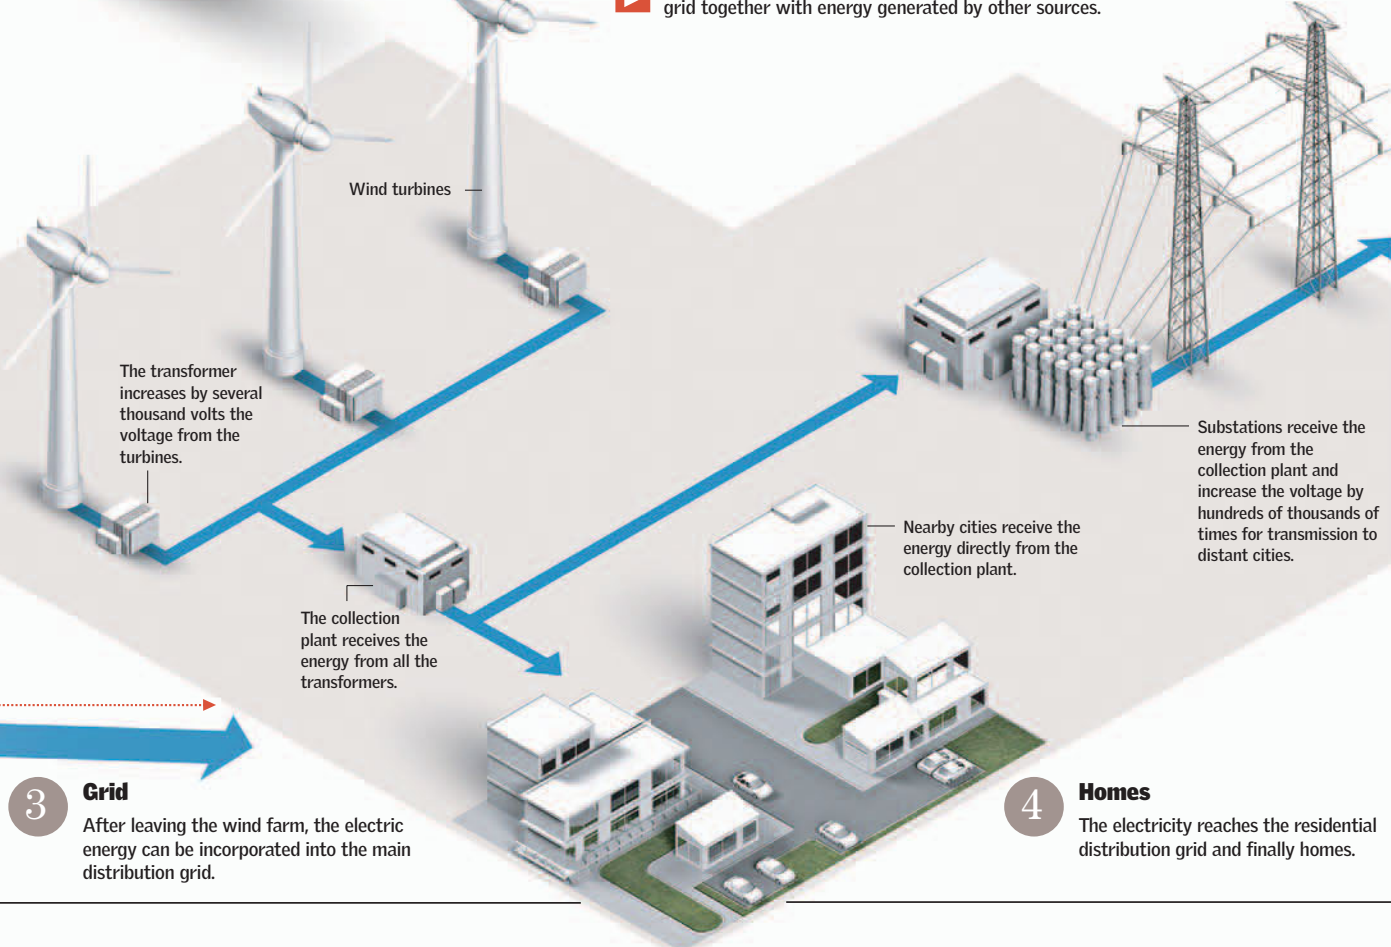 grid together with energy generated by other sources.
Wind turbines
The transformer
increases by several
thousand volts the
voltage from the
turbines.
Substations receive the
energy from the
collection plant and
increase the voltage by
hundreds of thousands of
times for transmission to
distant cities.
Nearby cities receive the
energy directly from the
collection plant.
The collection
plant receives the
energy from all the
transformers.
3
Grid
After leaving the wind farm, the electric
energy can be incorporated into the main
distribution grid.
4
Homes
The electricity reaches the residential
distribution grid and finally homes.